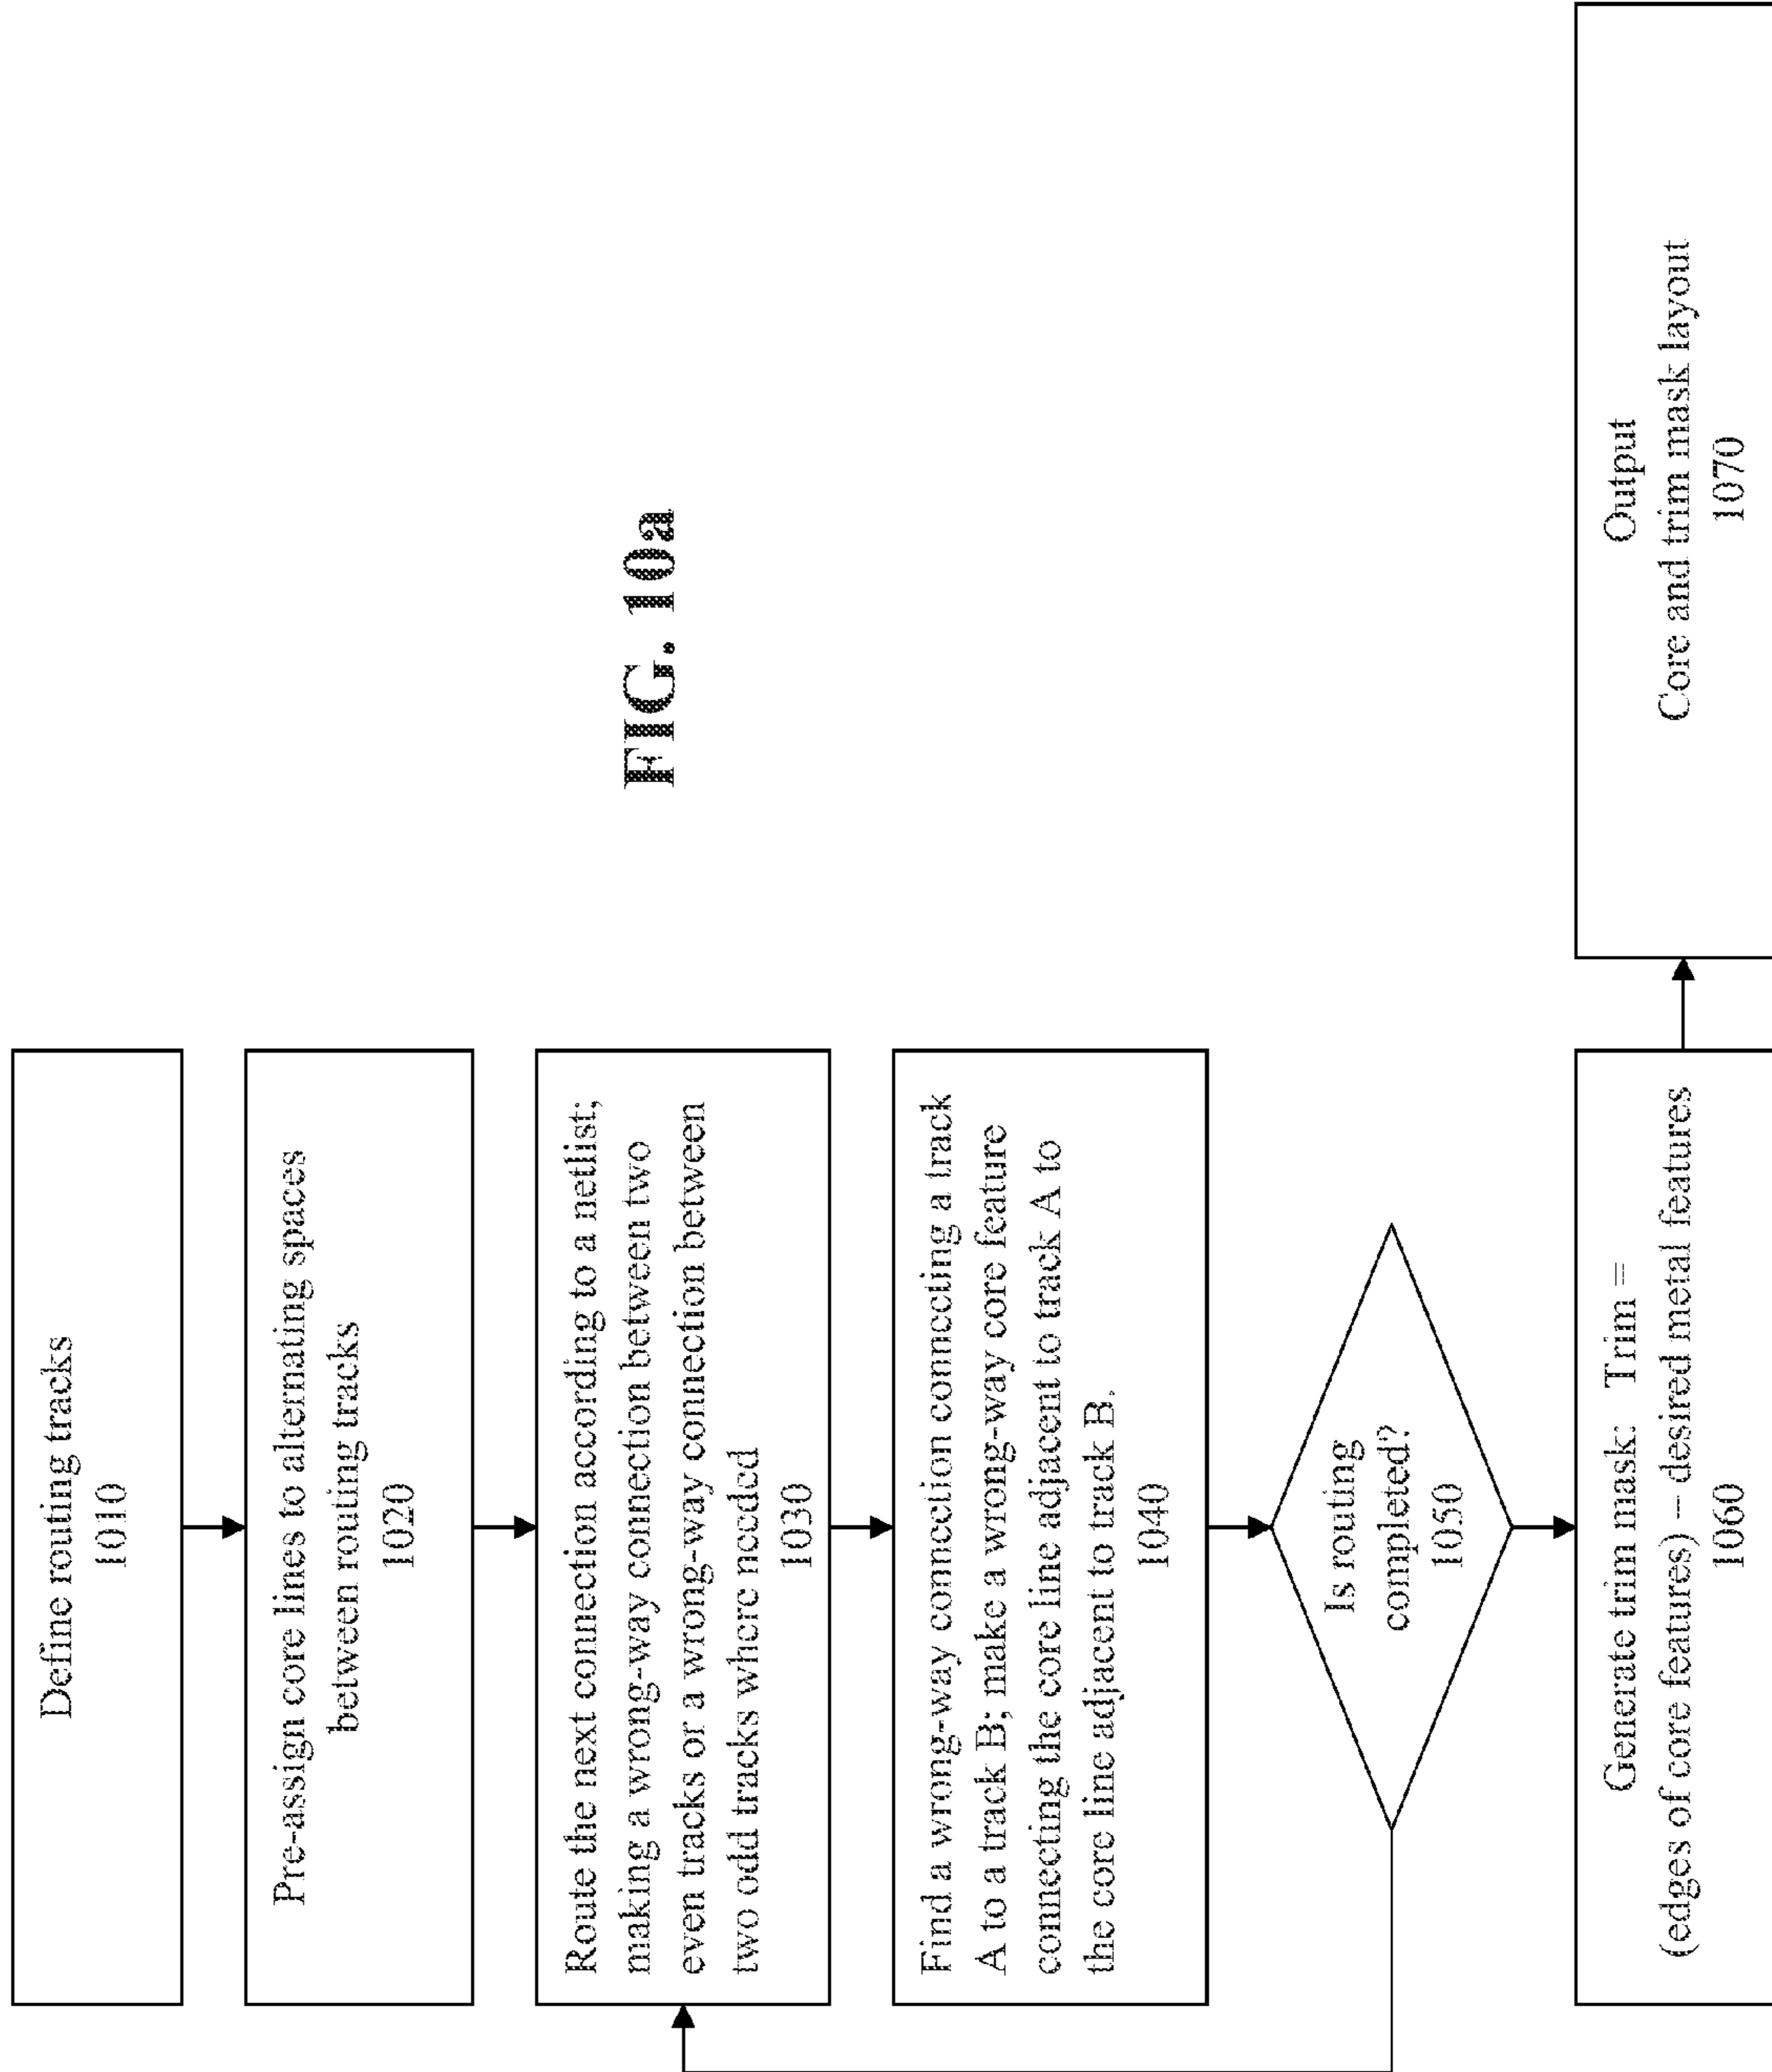 Define routing tracks
1010
Pre-assign core lines to alternating spaces
between routing tracks
1020
Route the next connection according to a netlist;
making a wrong-way connection between two
even tracks or a wrong-way connection between
two odd tracks where needed
1030
Find a wrong-way connection connecting a track
A to a track B; make a wrong-way core feature
connecting the core line adjacent to track A to
the core line adjacent to track B.
1040
Is routing
completed?
1050
Generate trim mask: Trim =
(edges of core features) – desired metal features
1060
Output
Core and trim mask layout
1070
FIG. 10a